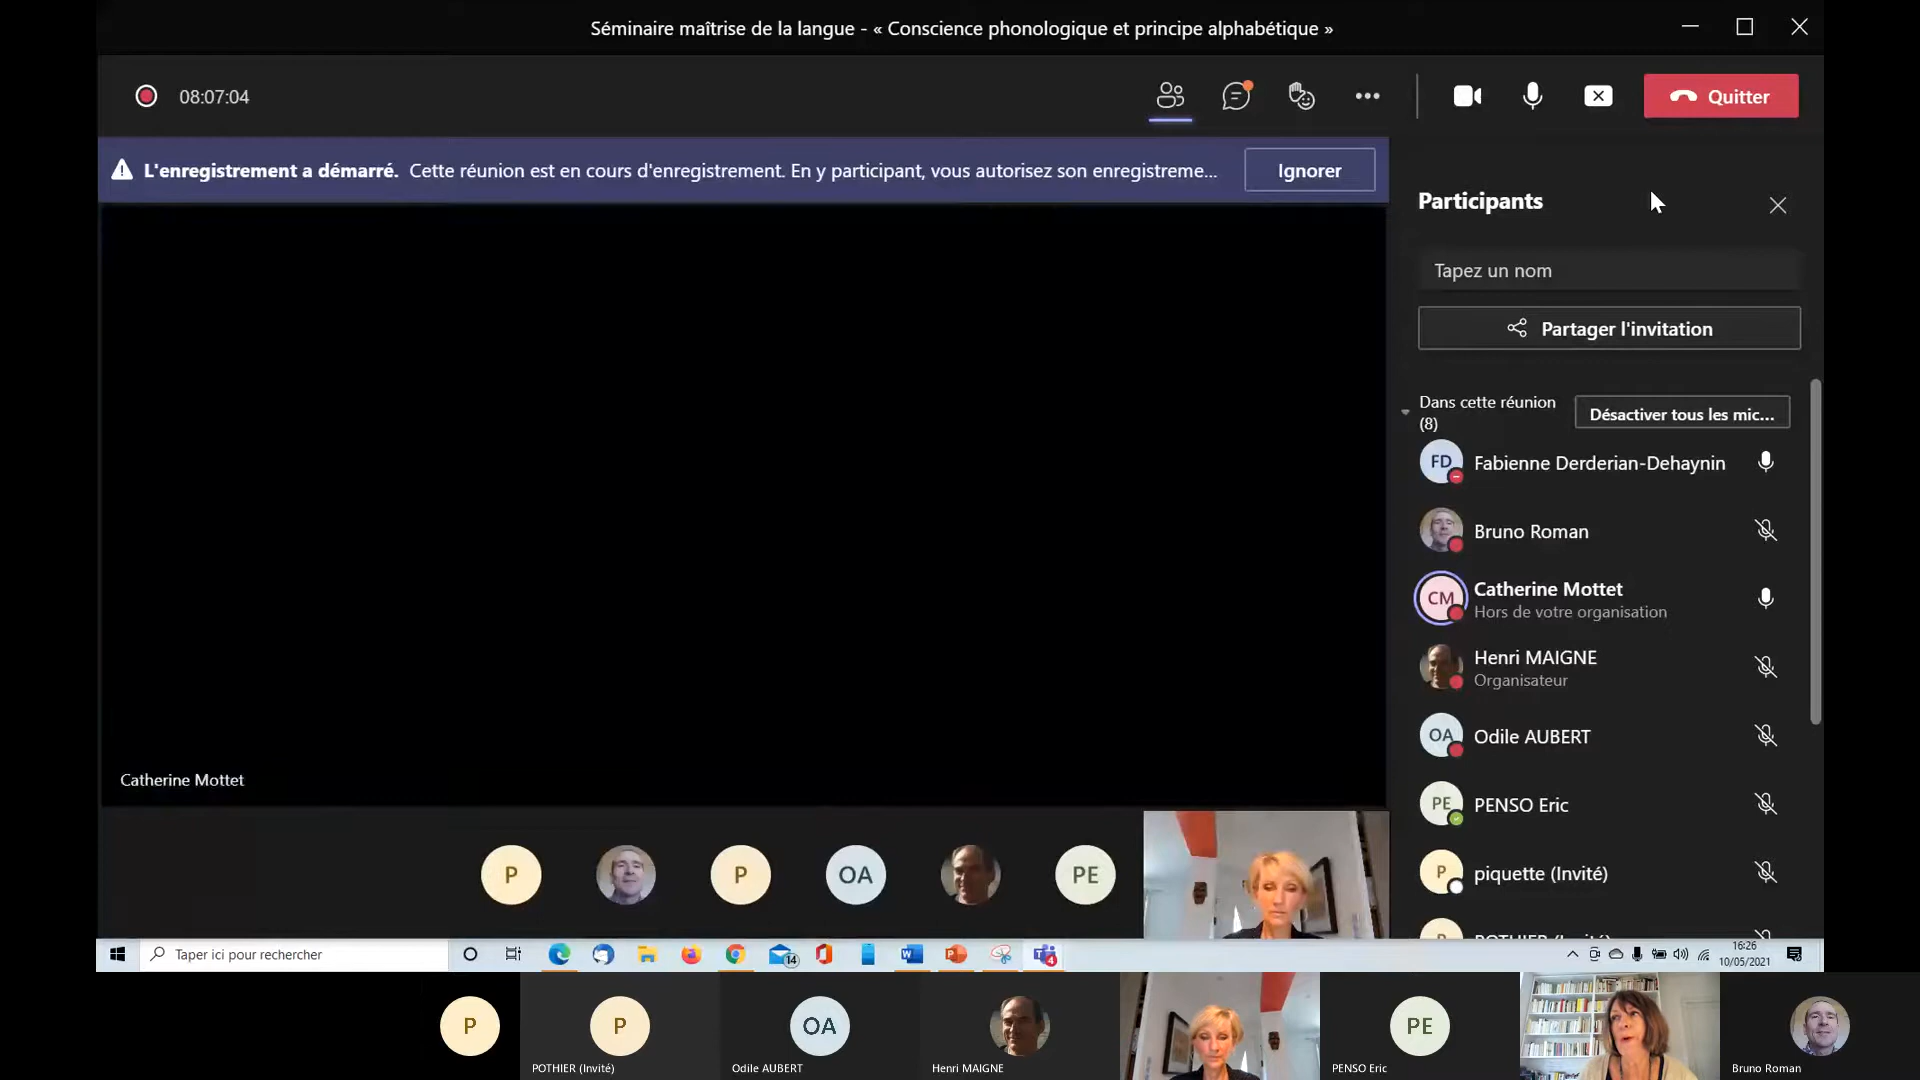 Séminaire maîtrise de la langue - « Conscience phonologique et principe alphabétique »
08:07:04
Quitter
L'enregistrement a démarré. Cette réunion est en cours d'enregistrement. En y participant, vous autorisez son enregistreme...
Ignorer
Participants
Tapez un nom
Partager l'invitation
Dans cette réunion
(8)
Désactiver tous les mic...
FD
Fabienne Derderian-Dehaynin
Bruno Roman
CM
Catherine Mottet
Hors de votre organisation
Henri MAIGNE
Organisateur
OA
Odile AUBERT
PE
PENSO Eric
P
piquette (Invité)
Catherine Mottet
P
P
OA
PE
Taper ici pour rechercher
14
4
16:26
10/05/2021
P
P
OA
PE
POTHIER (Invité)
Odile AUBERT
Henri MAIGNE
PENSO Eric
Bruno Roman